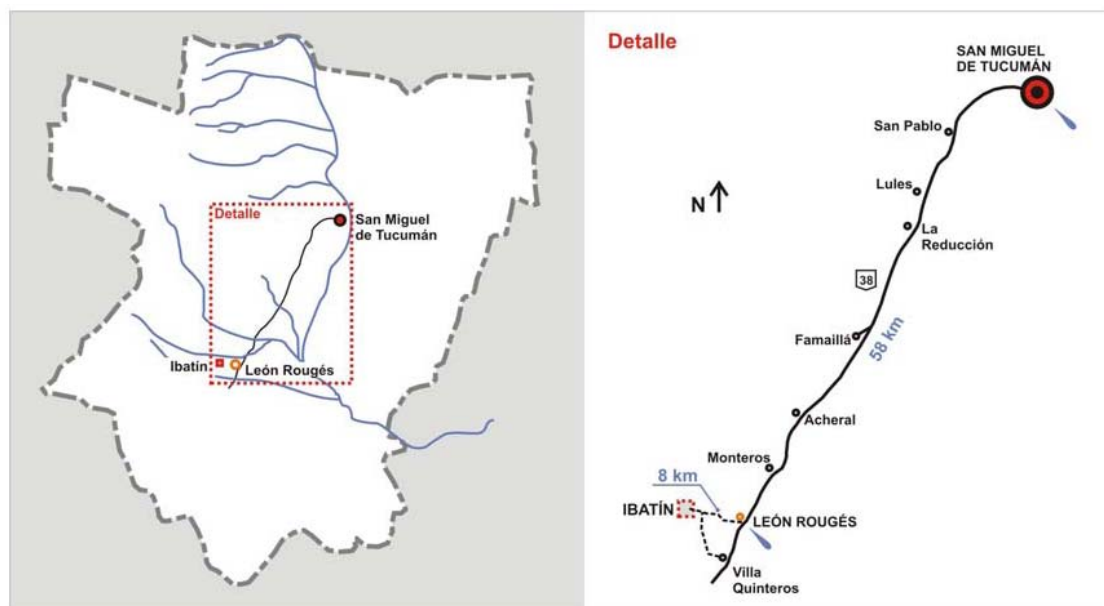 Detalle
San Miguel
de Tucumán
Ibatín
León Rougés
Detalle
SAN MIGUEL
DE TUCUMÁN
San Pablo
N
Lules
La
Reducción
38
Famaillá
58 km
Acheral
Monteros
8 km
IBATÍN
LEÓN ROUGÉS
Villa
Quinteros